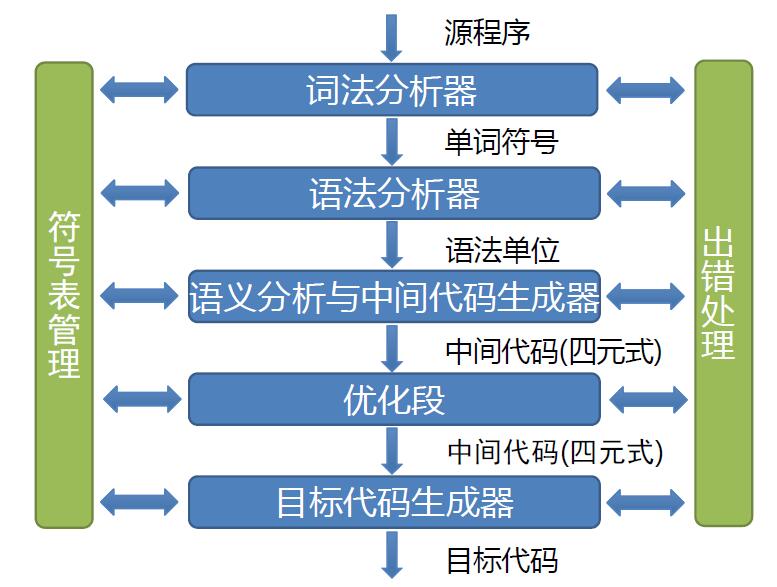 源程序
词法分析器
单词符号
语法分析器
语法单位
语义分析与中间代码生成器
中间代码(四元式)
优化段
中间代码(四元式)
目标代码生成器
目标代码
符号表管理
出错处理